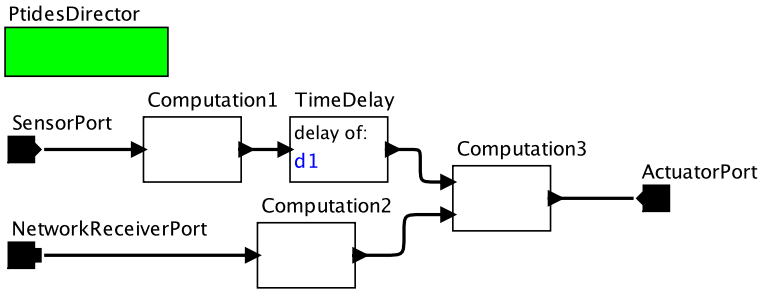 PtidesDirector
Computation1
TimeDelay
SensorPort
delay of:
d1
Computation3
ActuatorPort
Computation2
NetworkReceiverPort